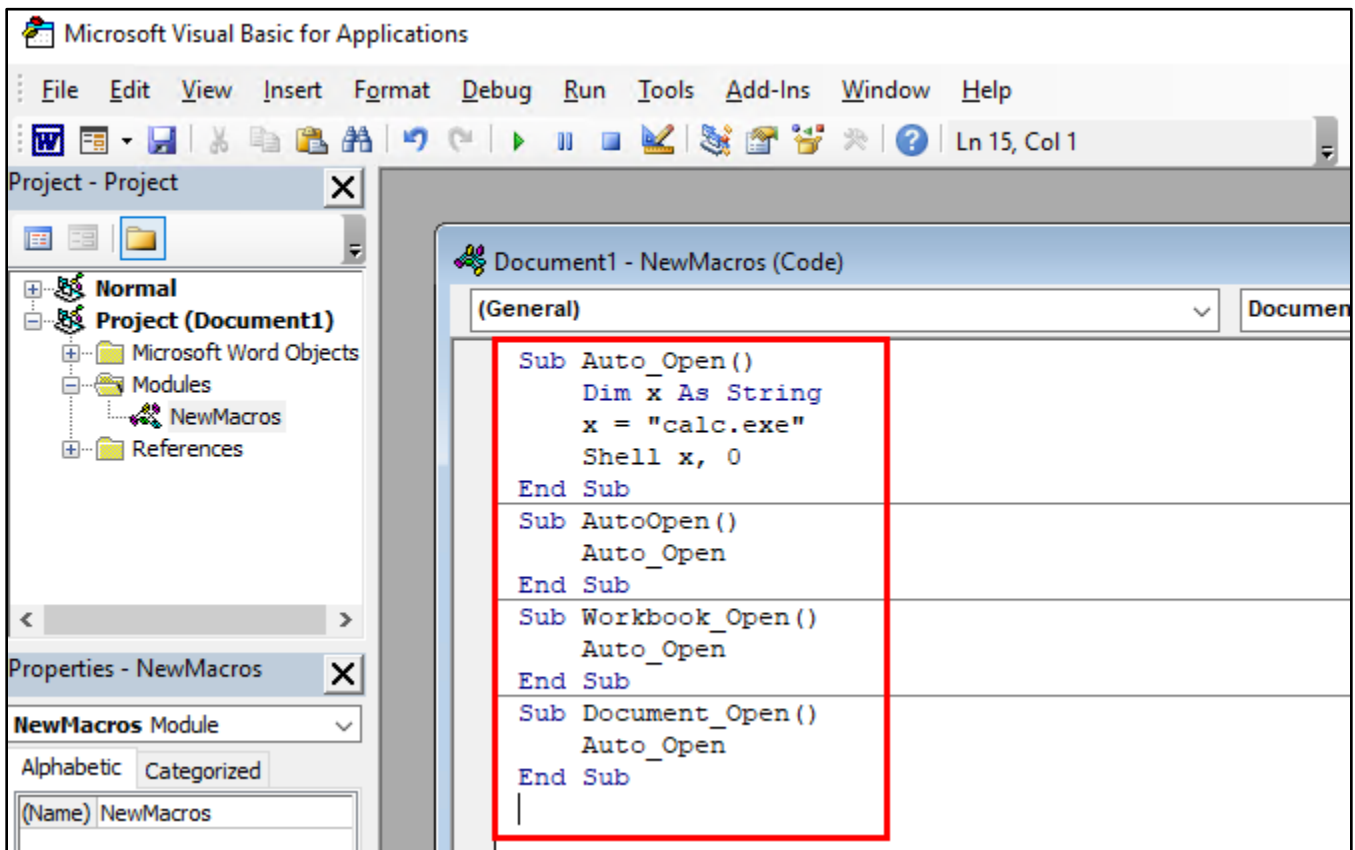 Microsoft Visual Basic for Applications
File Edit View Insert Format Debug Run Tools Add-Ins Window Help
Ln 15, Col 1
Project - Project
Normal
Project (Document1)
Microsoft Word Objects
Modules
NewMacros
References
Properties - NewMacros
NewMacros Module
Alphabetic Categorized
(Name) NewMacros
Document1 - NewMacros (Code)
(General) Documen
Sub Auto_Open()
    Dim x As String
    x = "calc.exe"
    Shell x, 0
End Sub
Sub AutoOpen()
    Auto_Open
End Sub
Sub Workbook_Open()
    Auto_Open
End Sub
Sub Document_Open()
    Auto_Open
End Sub